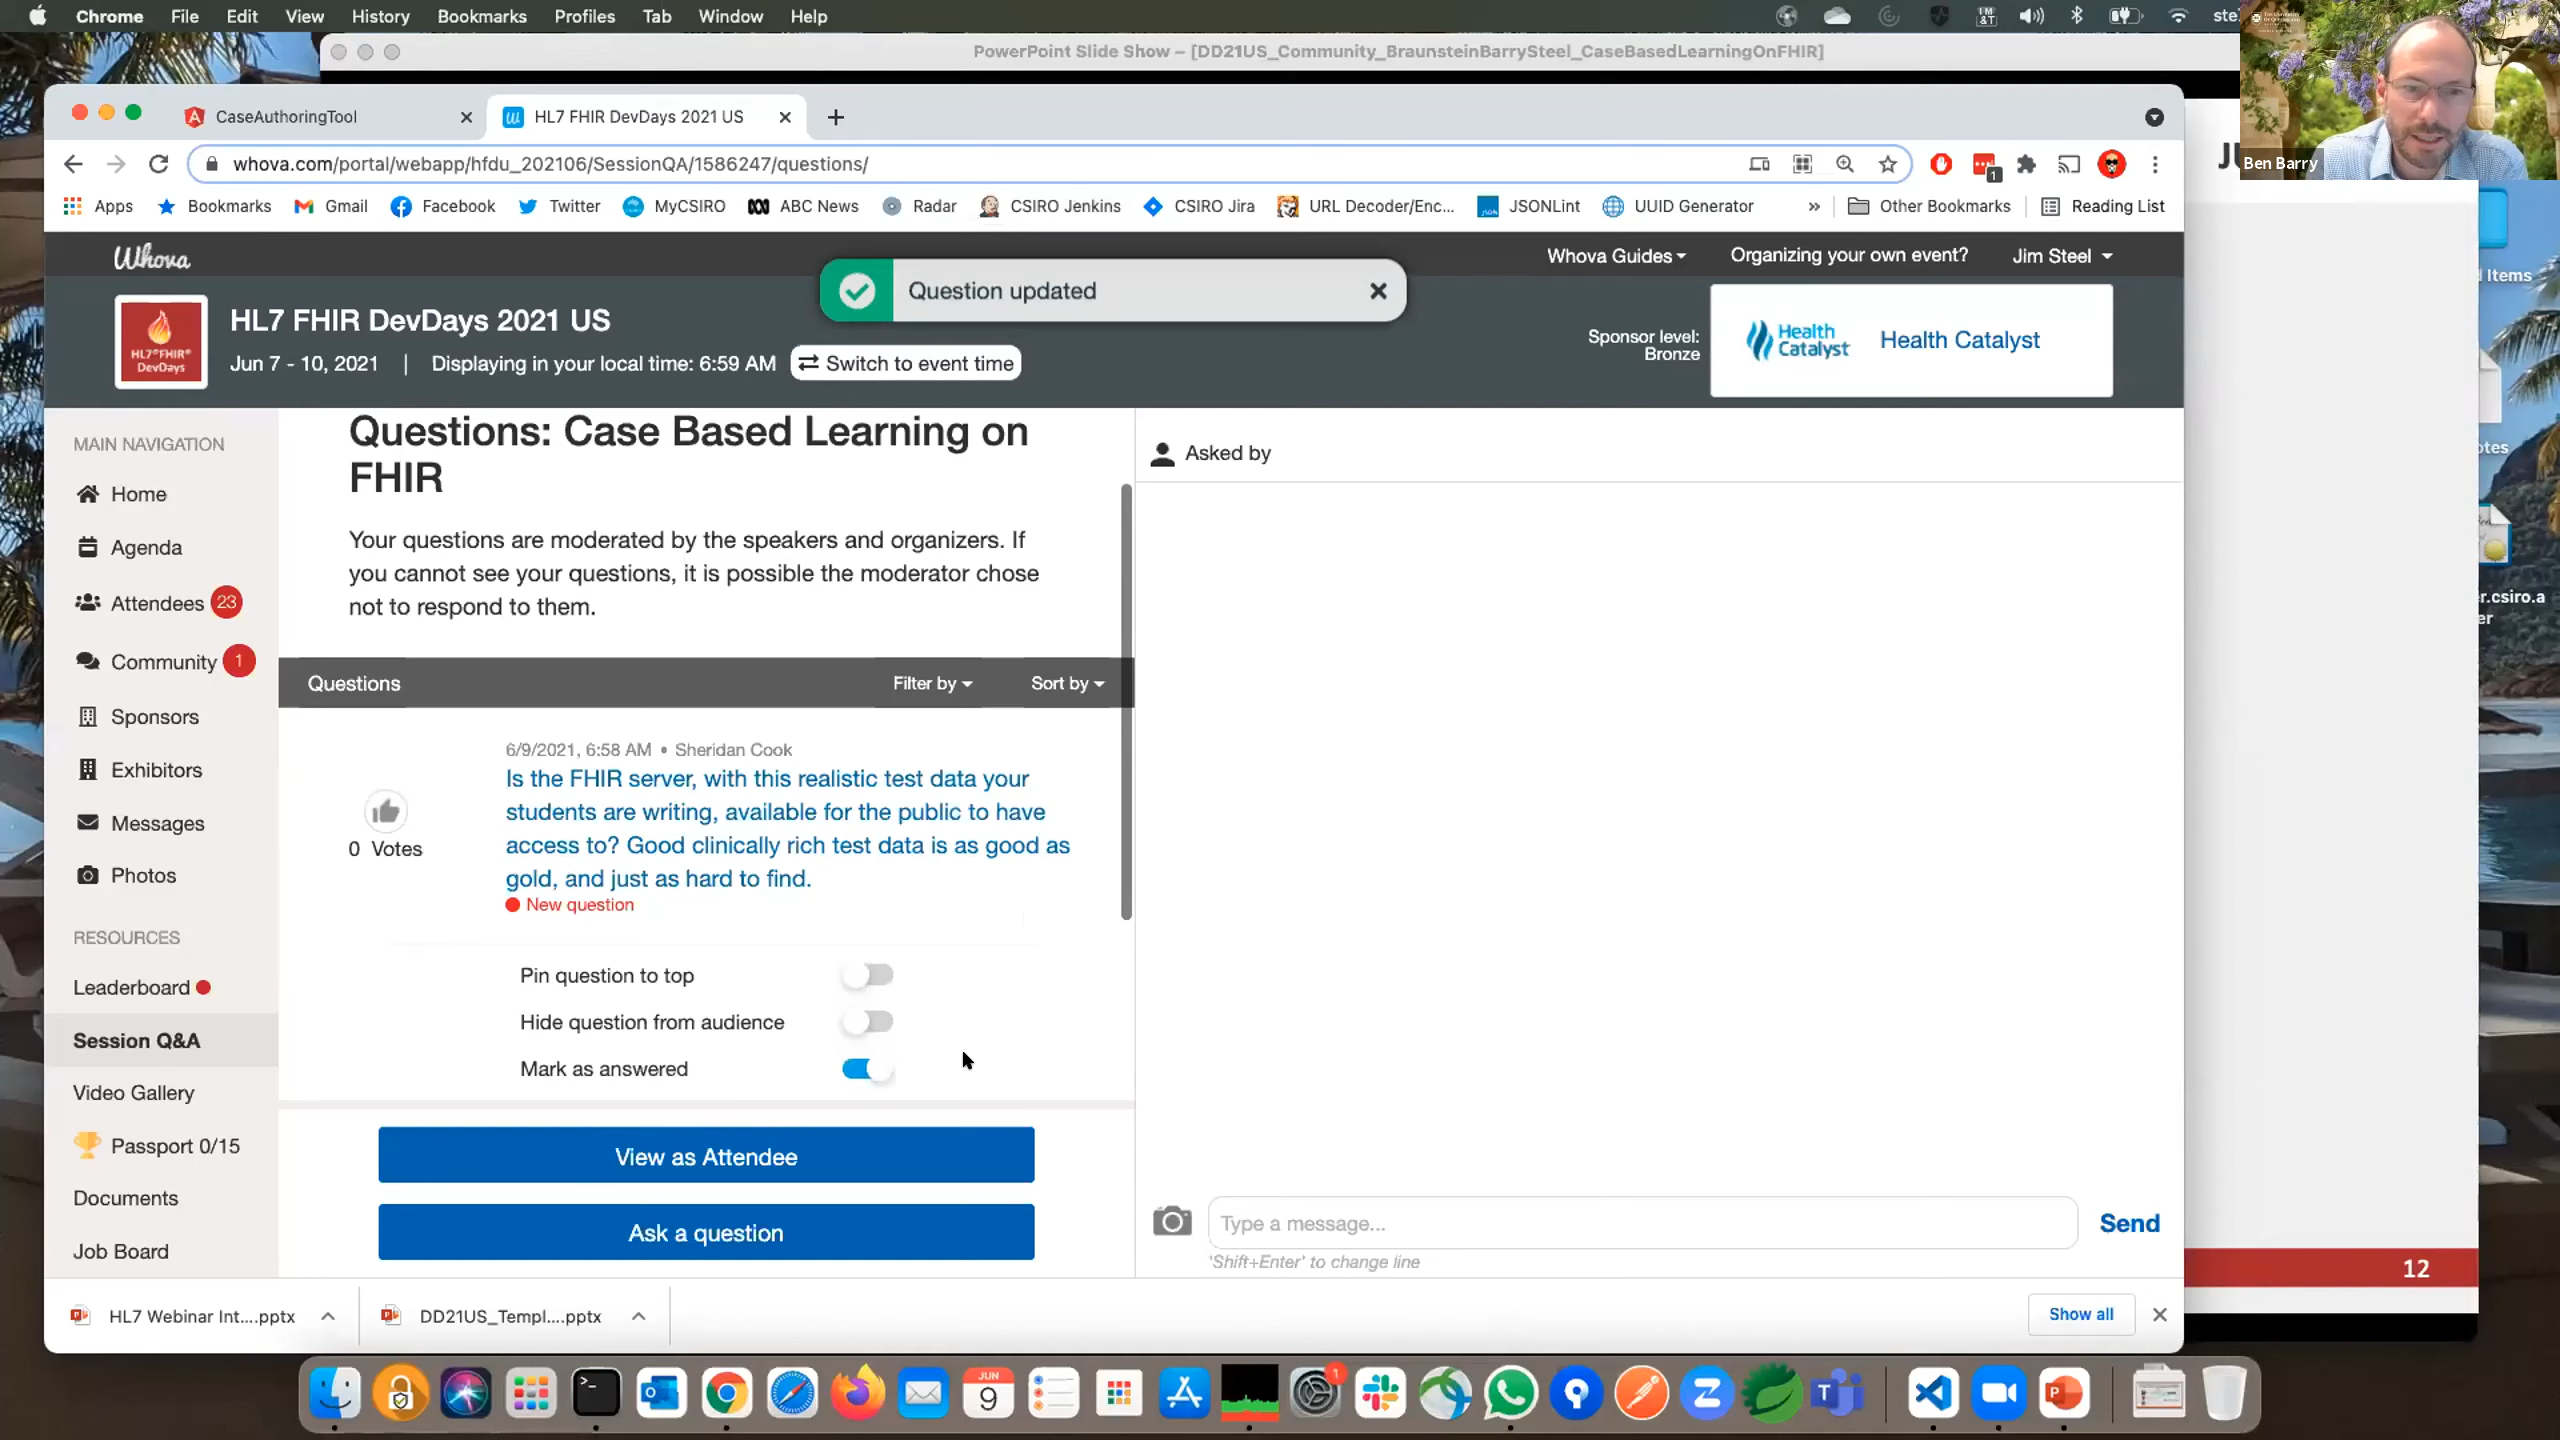 Chrome File Edit View History Bookmarks Profiles Tab Window Help
PowerPoint Slide Show – [DD21US_Community_BraunsteinBarrySteel_CaseBasedLearningOnFHIR]
CaseAuthoringTool
HL7 FHIR DevDays 2021 US
whova.com/portal/webapp/hfdu_202106/SessionQA/1586247/questions/
1
Ben Barry
Apps Bookmarks Gmail Facebook Twitter MyCSIRO ABC News Radar CSIRO Jenkins CSIRO Jira URL Decoder/Enc... JSONLint UUID Generator » Other Bookmarks Reading List
Whova
Whova Guides Organizing your own event? Jim Steel
Question updated
HL7 FHIR DevDays
HL7 FHIR DevDays 2021 US
Jun 7 - 10, 2021 | Displaying in your local time: 6:59 AM Switch to event time
Sponsor level:
Bronze
Health Catalyst
Health Catalyst
MAIN NAVIGATION
Home
Agenda
Attendees 23
Community 1
Sponsors
Exhibitors
Messages
Photos
RESOURCES
Leaderboard
Session Q&A
Video Gallery
Passport 0/15
Documents
Job Board
Questions: Case Based Learning on
FHIR
Your questions are moderated by the speakers and organizers. If
you cannot see your questions, it is possible the moderator chose
not to respond to them.
Questions Filter by Sort by
6/9/2021, 6:58 AM • Sheridan Cook
Is the FHIR server, with this realistic test data your
students are writing, available for the public to have
access to? Good clinically rich test data is as good as
gold, and just as hard to find.
New question
0 Votes
Pin question to top
Hide question from audience
Mark as answered
View as Attendee
Ask a question
Asked by
Type a message...
Send
'Shift+Enter' to change line
HL7 Webinar Int....pptx
DD21US_Templ....pptx
Show all
Items
otes
r.csiro.a
er
12
JUN
9
1